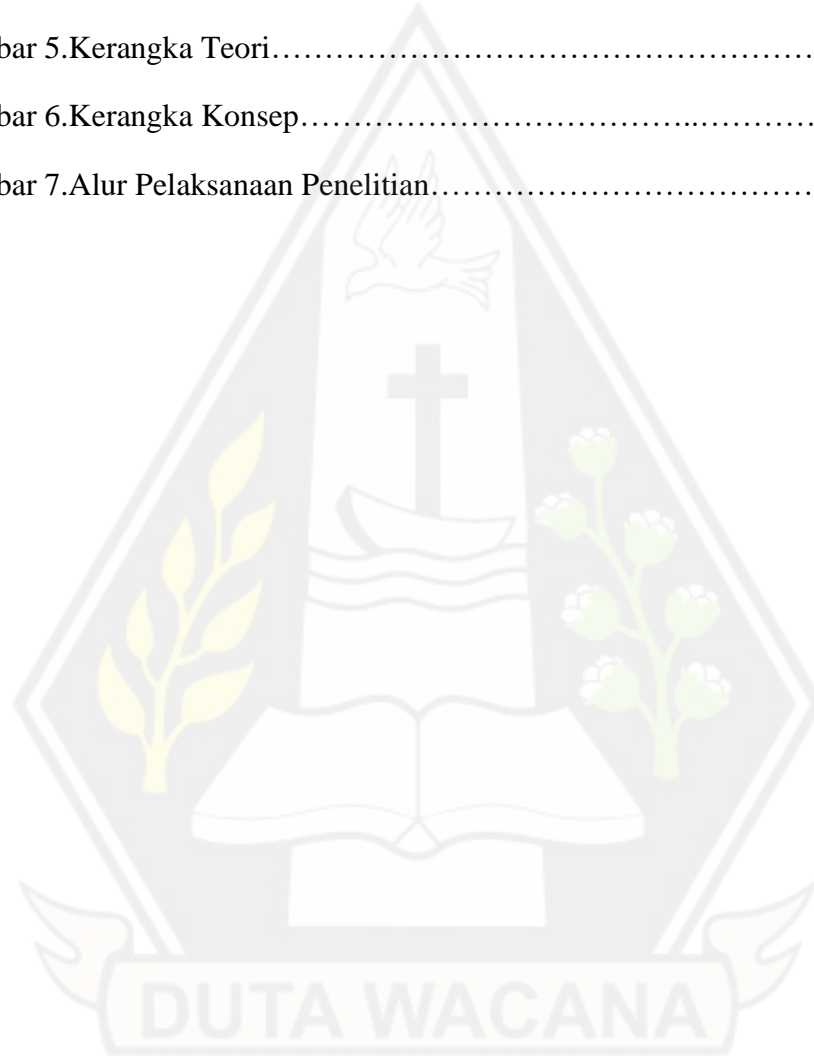 bar 5.Kerangka Teori………………………………………………
bar 6.Kerangka Konsep………………………………..…………
bar 7.Alur Pelaksanaan Penelitian………………………………
DUTA WACANA